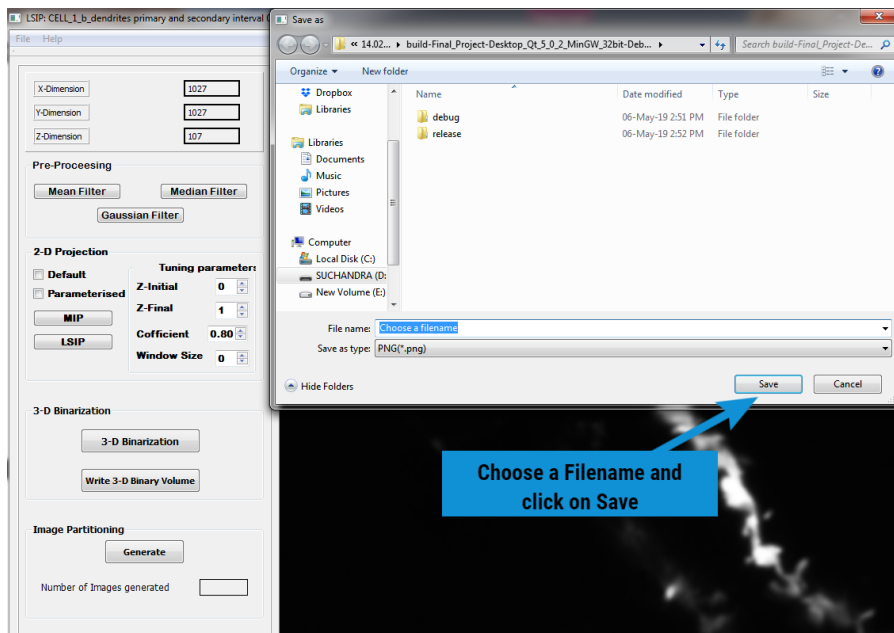 LSIP: CELL_1_b_dendrites primary and secondary interval
File Help
X-Dimension 1027
Y-Dimension 1027
Z-Dimension 107
Pre-Proceesing
Mean Filter Median Filter
Gaussian Filter
2-D Projection
Default
Parameterised
MIP
LSIP
Tuning parameters
Z-Initial 0
Z-Final 1
Cofficient 0.80
Window Size 0
3-D Binarization
3-D Binarization
Write 3-D Binary Volume
Image Partitioning
Generate
Number of Images generated
Save as
« 14.02... ▸ build-Final_Project-Desktop_Qt_5_0_2_MinGW_32bit-Deb... ▸
Search build-Final_Project-De...
Organize New folder
Dropbox
Libraries
Libraries
Documents
Music
Pictures
Videos
Computer
Local Disk (C:)
SUCHANDRA (D:
New Volume (E:)
Name Date modified Type Size
debug 06-May-19 2:51 PM File folder
release 06-May-19 2:52 PM File folder
File name: Choose a filename
Save as type: PNG(*.png)
Hide Folders
Save Cancel
Choose a Filename and
click on Save